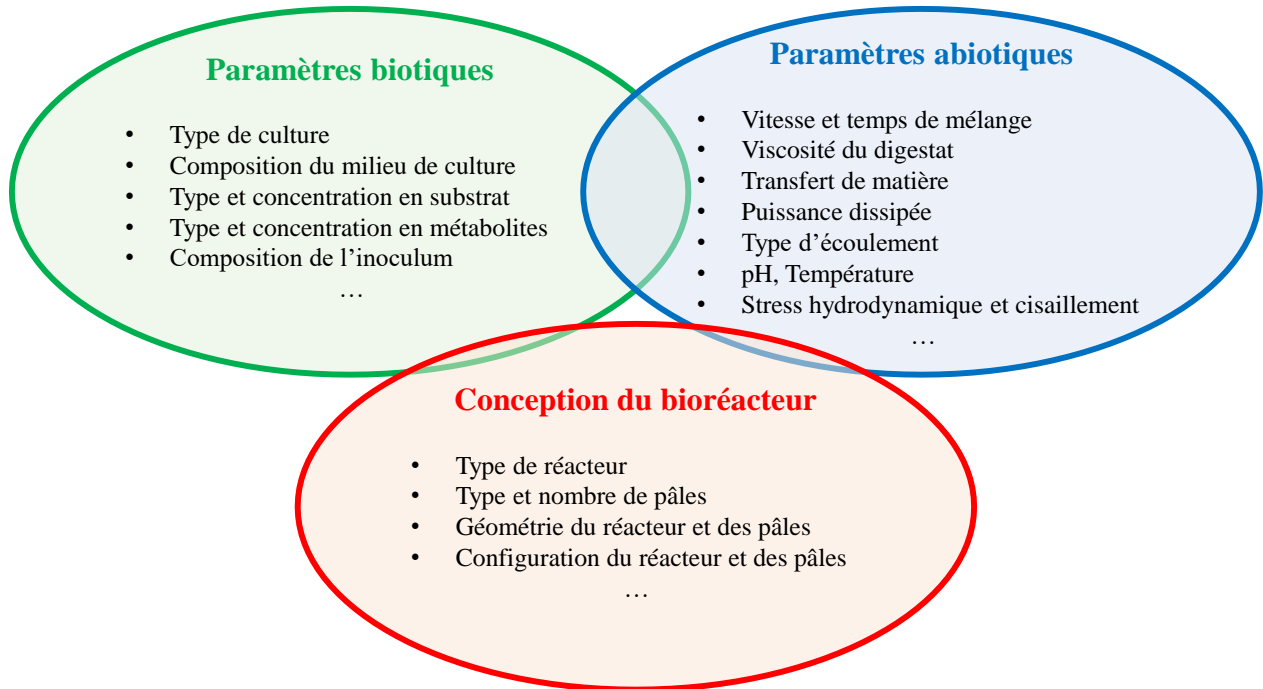 Paramètres biotiques
• Type de culture
• Composition du milieu de culture
• Type et concentration en substrat
• Type et concentration en métabolites
• Composition de l’inoculum
…
Paramètres abiotiques
• Vitesse et temps de mélange
• Viscosité du digestat
• Transfert de matière
• Puissance dissipée
• Type d’écoulement
• pH, Température
• Stress hydrodynamique et cisaillement
…
Conception du bioréacteur
• Type de réacteur
• Type et nombre de pâles
• Géométrie du réacteur et des pâles
• Configuration du réacteur et des pâles
…